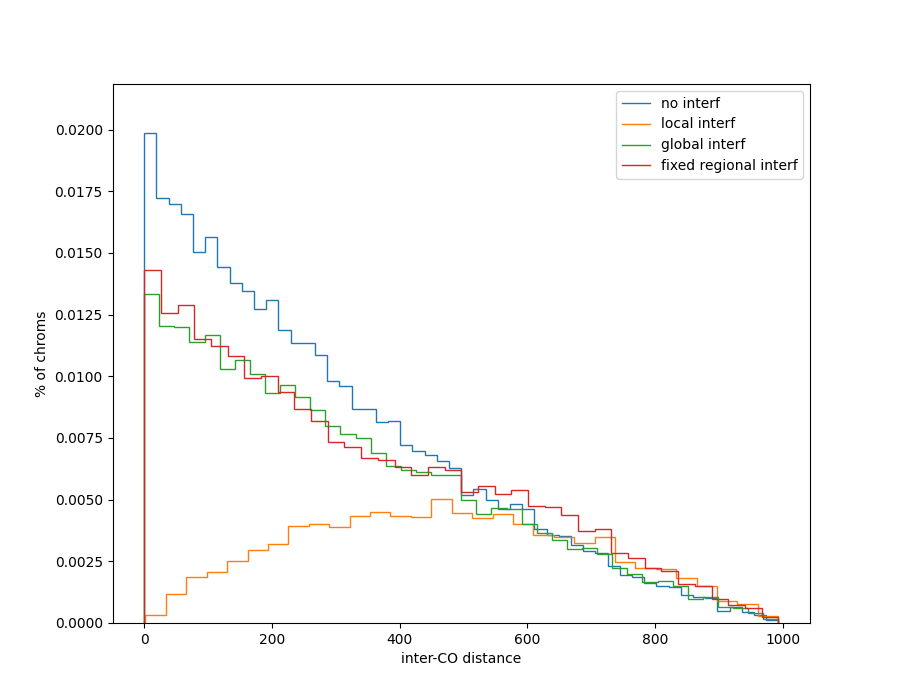 no interf
local interf
global interf
fixed regional interf
0.0200
0.0175
0.0150
0.0125
0.0100
0.0075
0.0050
0.0025
0.0000
% of chroms
0 200 400 600 800 1000
inter-CO distance